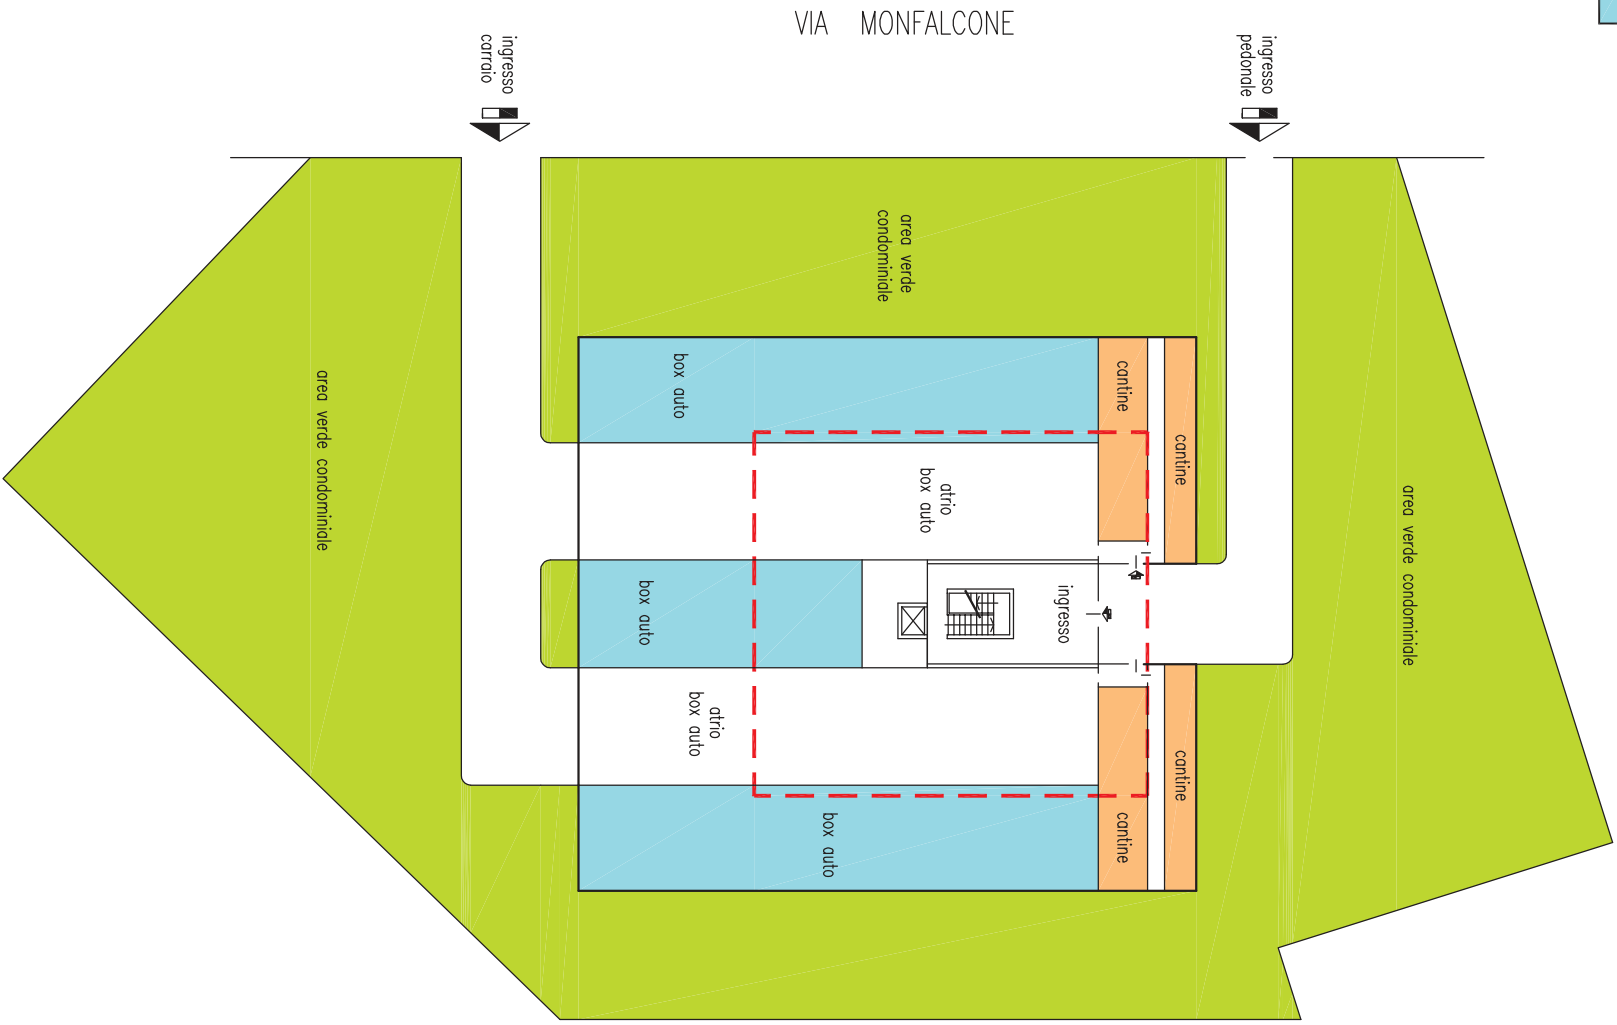 VIA MONFALCONE
ingresso
carraio
ingresso
pedonale
area verde
condominiale
area verde condominiale
area verde condominiale
box auto
cantine
cantine
atrio
box auto
box auto
ingresso
atrio
box auto
cantine
cantine
box auto